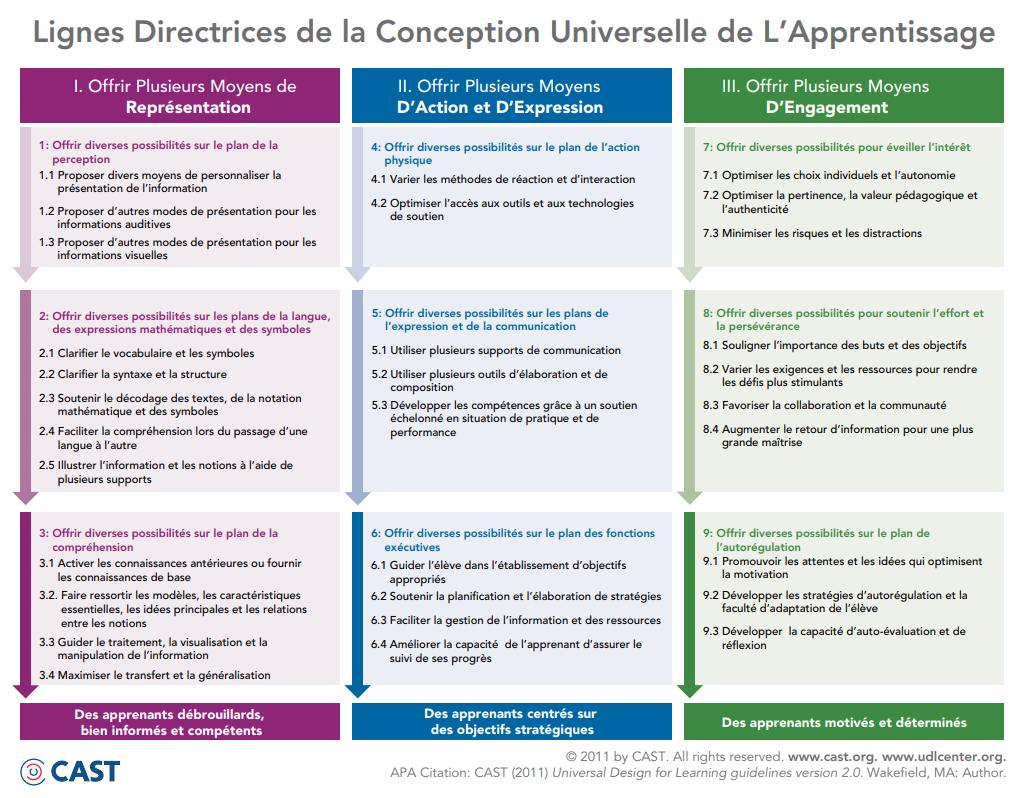 Lignes Directrices de la Conception Universelle de L'Apprentissage
I. Offrir Plusieurs Moyens de
Représentation
1: Offrir diverses possibilités sur le plan de la
perception
1.1 Proposer divers moyens de personnaliser la
présentation de l'information
1.2 Proposer d'autres modes de présentation pour les
informations auditives
1.3 Proposer d'autres modes de présentation pour les
informations visuelles
2: Offrir diverses possibilités sur les plans de la langue,
des expressions mathématiques et des symboles
2.1 Clarifier le vocabulaire et les symboles
2.2 Clarifier la syntaxe et la structure
2.3 Soutenir le décodage des textes, de la notation
mathématique et des symboles
2.4 Faciliter la compréhension lors du passage d'une
langue à l'autre
2.5 Illustrer l'information et les notions à l'aide de
plusieurs supports
3: Offrir diverses possibilités sur le plan de la
compréhension
3.1 Activer les connaissances antérieures ou fournir
les connaissances de base
3.2. Faire ressortir les modèles, les caractéristiques
essentielles, les idées principales et les relations
entre les notions
3.3 Guider le traitement, la visualisation et la
manipulation de l'information
3.4 Maximiser le transfert et la généralisation
Des apprenants débrouillards,
bien informés et compétents
II. Offrir Plusieurs Moyens
D'Action et D'Expression
4: Offrir diverses possibilités sur le plan de l'action
physique
4.1 Varier les méthodes de réaction et d'interaction
4.2 Optimiser l'accès aux outils et aux technologies
de soutien
5: Offrir diverses possibilités sur les plans de
l'expression et de la communication
5.1 Utiliser plusieurs supports de communication
5.2 Utiliser plusieurs outils d'élaboration et de
composition
5.3 Développer les compétences grâce à un soutien
échelonné en situation de pratique et de
performance
6: Offrir diverses possibilités sur le plan des fonctions
exécutives
6.1 Guider l'élève dans l'établissement d'objectifs
appropriés
6.2 Soutenir la planification et l'élaboration de stratégies
6.3 Faciliter la gestion de l'information et des ressources
6.4 Améliorer la capacité de l'apprenant d'assurer le
suivi de ses progrès
Des apprenants centrés sur
des objectifs stratégiques
III. Offrir Plusieurs Moyens
D'Engagement
7: Offrir diverses possibilités pour éveiller l'intérêt
7.1 Optimiser les choix individuels et l'autonomie
7.2 Optimiser la pertinence, la valeur pédagogique et
l'authenticité
7.3 Minimiser les risques et les distractions
8: Offrir diverses possibilités pour soutenir l'effort et
la persévérance
8.1 Souligner l'importance des buts et des objectifs
8.2 Varier les exigences et les ressources pour rendre
les défis plus stimulants
8.3 Favoriser la collaboration et la communauté
8.4 Augmenter le retour d'information pour une plus
grande maîtrise
9: Offrir diverses possibilités sur le plan de
l'autorégulation
9.1 Promouvoir les attentes et les idées qui optimisent
la motivation
9.2 Développer les stratégies d'autorégulation et la
faculté d'adaptation de l'élève
9.3 Développer la capacité d'auto-évaluation et de
réflexion
Des apprenants motivés et déterminés
CAST
© 2011 by CAST. All rights reserved. www.cast.org. www.udlcenter.org.
APA Citation: CAST (2011) Universal Design for Learning guidelines version 2.0. Wakefield, MA: Author.